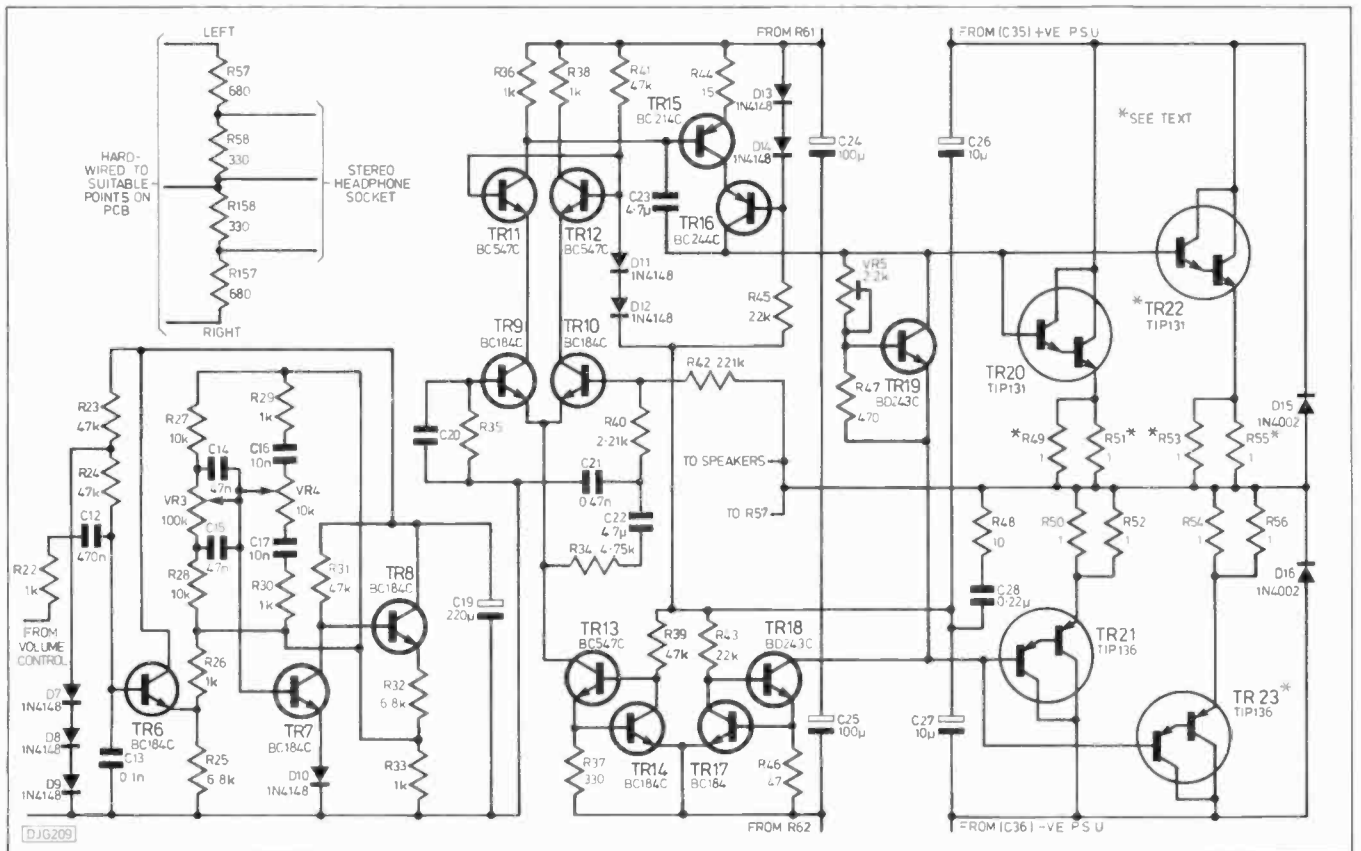 LEFT
R57
680
R58
330
R158
330
R157
680
RIGHT
HARD-
WIRED TO
SUITABLE
POINTS ON
PCB
STEREO
HEADPHONE
SOCKET
FROM R61
FROM (C35) +VE PSU
R36
1k
R38
1k
R41
47k
R44
15
D13
1N4148
TR15
BC214C
D14
1N4148
C24
100µ
C26
10µ
*SEE TEXT
TR11
BC547C
TR12
BC547C
C23
4·7µ
TR16
BC244C
D11
1N4148
D12
1N4148
R45
22k
VR5
2·2k
TR19
BD243C
R47
470
TR20
TIP131
*TR22
TIP131
TR9
BC184C
TR10
BC184C
R42 221k
R40
2·21k
C20
R35
C21
0·47n
C22
4·7µ
R34 4·75k
TO SPEAKERS
TO R57
*R49
1
R51*
1
*R53
1
R55*
1
D15
1N4002
R48
10
C28
0·22µ
R50
1
R52
1
R54
1
R56
1
D16
1N4002
TR21
TIP136
TR23*
TIP136
R23
47k
R24
47k
C12
470n
R22
1k
FROM
VOLUME
CONTROL
R27
10k
C14
47n
VR3
100k
C15
47n
R28
10k
R29
1k
C16
10n
VR4
10k
C17
10n
R30
1k
R31
47k
TR8
BC184C
C19
220µ
R26
1k
D7
1N4148
D8
1N4148
D9
1N4148
TR6
BC184C
C13
0·1n
R25
6·8k
TR7
BC184C
D10
1N4148
R32
6·8k
R33
1k
TR13
BC547C
R39
47k
R43
22k
TR18
BD243C
R37
330
TR14
BC184C
TR17
BC184
R46
47
C25
100µ
C27
10µ
FROM R62
FROM (C36) -VE PSU
DJG209